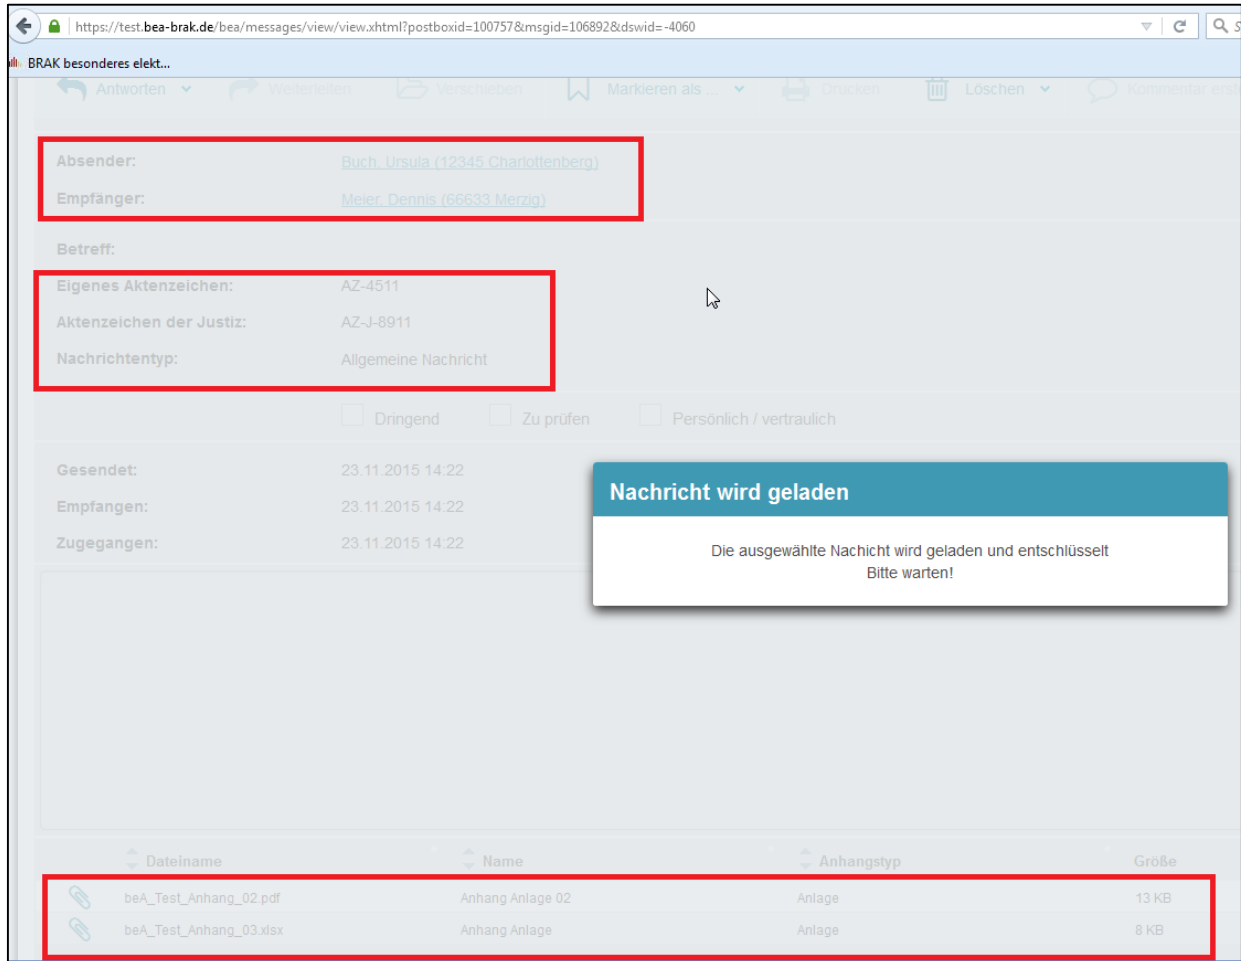 https://test.bea-brak.de/bea/messages/view/view.xhtml?postboxid=100757&msgid=106892&dswid=-4060
BRAK besonderes elekt...
Antworten Weiterleiten Verschieben Markieren als ... Drucken Löschen Kommentar erste
Absender: Buch, Ursula (12345 Charlottenberg)
Empfänger: Meier, Dennis (66633 Merzig)
Betreff:
Eigenes Aktenzeichen: AZ-4511
Aktenzeichen der Justiz: AZ-J-8911
Nachrichtentyp: Allgemeine Nachricht
Dringend Zu prüfen Persönlich / vertraulich
Gesendet: 23.11.2015 14:22
Empfangen: 23.11.2015 14:22
Zugegangen: 23.11.2015 14:22
Nachricht wird geladen
Die ausgewählte Nachicht wird geladen und entschlüsselt
Bitte warten!
Dateiname Name Anhangstyp Größe
beA_Test_Anhang_02.pdf Anhang Anlage 02 Anlage 13 KB
beA_Test_Anhang_03.xlsx Anhang Anlage Anlage 8 KB